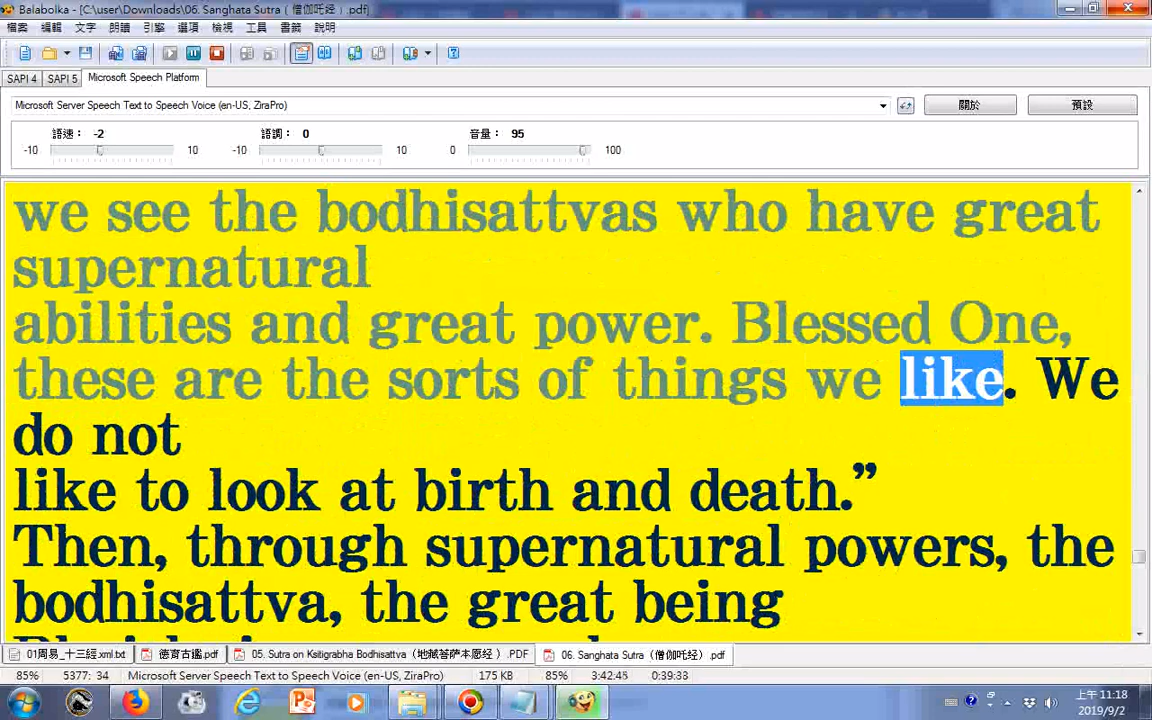 Balabolka - [C:\user\Downloads\06. Sanghata Sutra（僧伽吒经）.pdf]
檔案 編輯 文字 朗讀 引擎 選項 檢視 工具 書籤 說明
SAPI 4 SAPI 5 Microsoft Speech Platform
Microsoft Server Speech Text to Speech Voice (en-US, ZiraPro) 關於 預設
語速： -2 語調： 0 音量： 95
-10 10 -10 10 0 100
we see the bodhisattvas who have great
supernatural
abilities and great power. Blessed One,
these are the sorts of things we like. We
do not
like to look at birth and death.”
Then, through supernatural powers, the
bodhisattva, the great being
01周易_十三經.xml.txt 德育古鑑.pdf 05. Sutra on Ksitigrabha Bodhisattva（地藏菩萨本愿经）.PDF 06. Sanghata Sutra（僧伽吒经）.pdf
85% 5377: 34 Microsoft Server Speech Text to Speech Voice (en-US, ZiraPro) 175 KB 85% 3:42:45 0:39:33
上午 11:18
2019/9/2